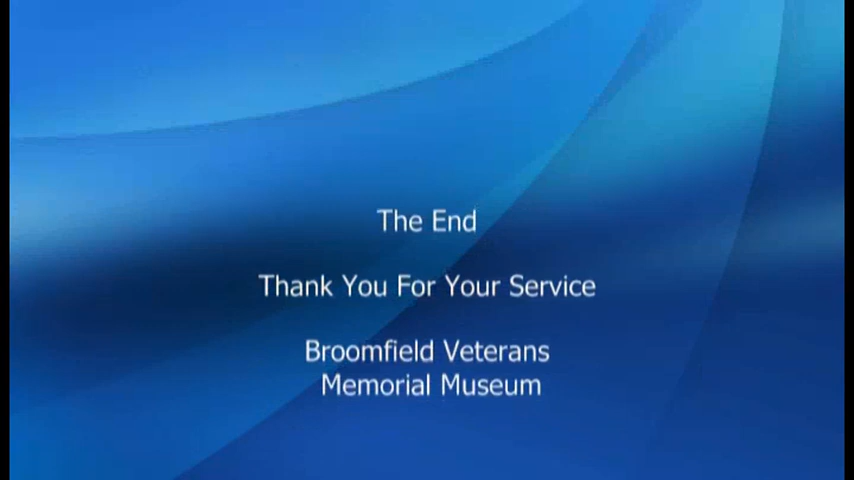 The End
Thank You For Your Service
Broomfield Veterans
Memorial Museum